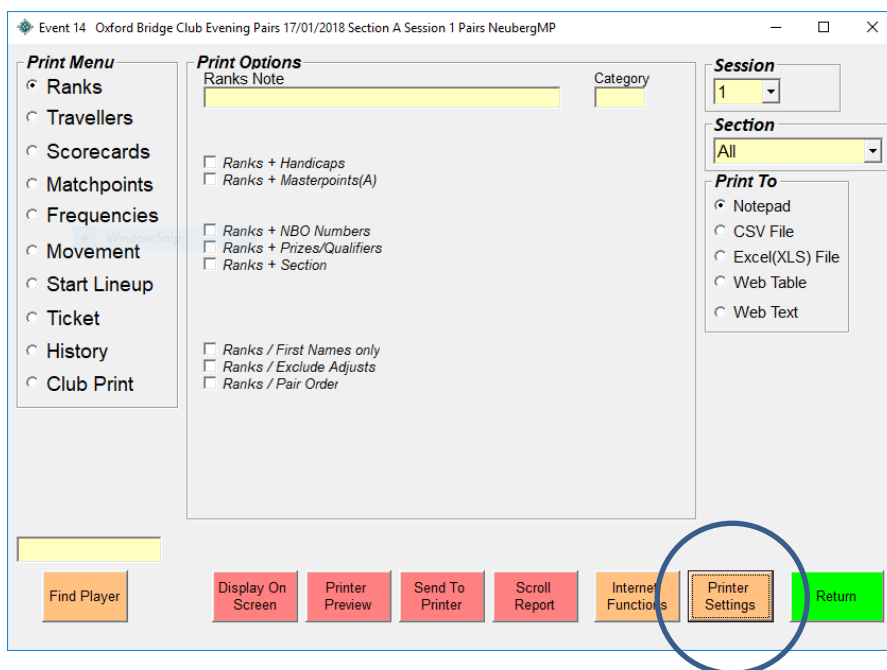 Event 14 Oxford Bridge Club Evening Pairs 17/01/2018 Section A Session 1 Pairs NeubergMP
Print Menu
Ranks
Travellers
Scorecards
Matchpoints
Frequencies
Movement
Start Lineup
Ticket
History
Club Print
Window Snip
Print Options
Ranks Note
Category
Ranks + Handicaps
Ranks + Masterpoints(A)
Ranks + NBO Numbers
Ranks + Prizes/Qualifiers
Ranks + Section
Ranks / First Names only
Ranks / Exclude Adjusts
Ranks / Pair Order
Session
1
Section
All
Print To
Notepad
CSV File
Excel(XLS) File
Web Table
Web Text
Find Player
Display On
Screen
Printer
Preview
Send To
Printer
Scroll
Report
Internet
Functions
Printer
Settings
Return